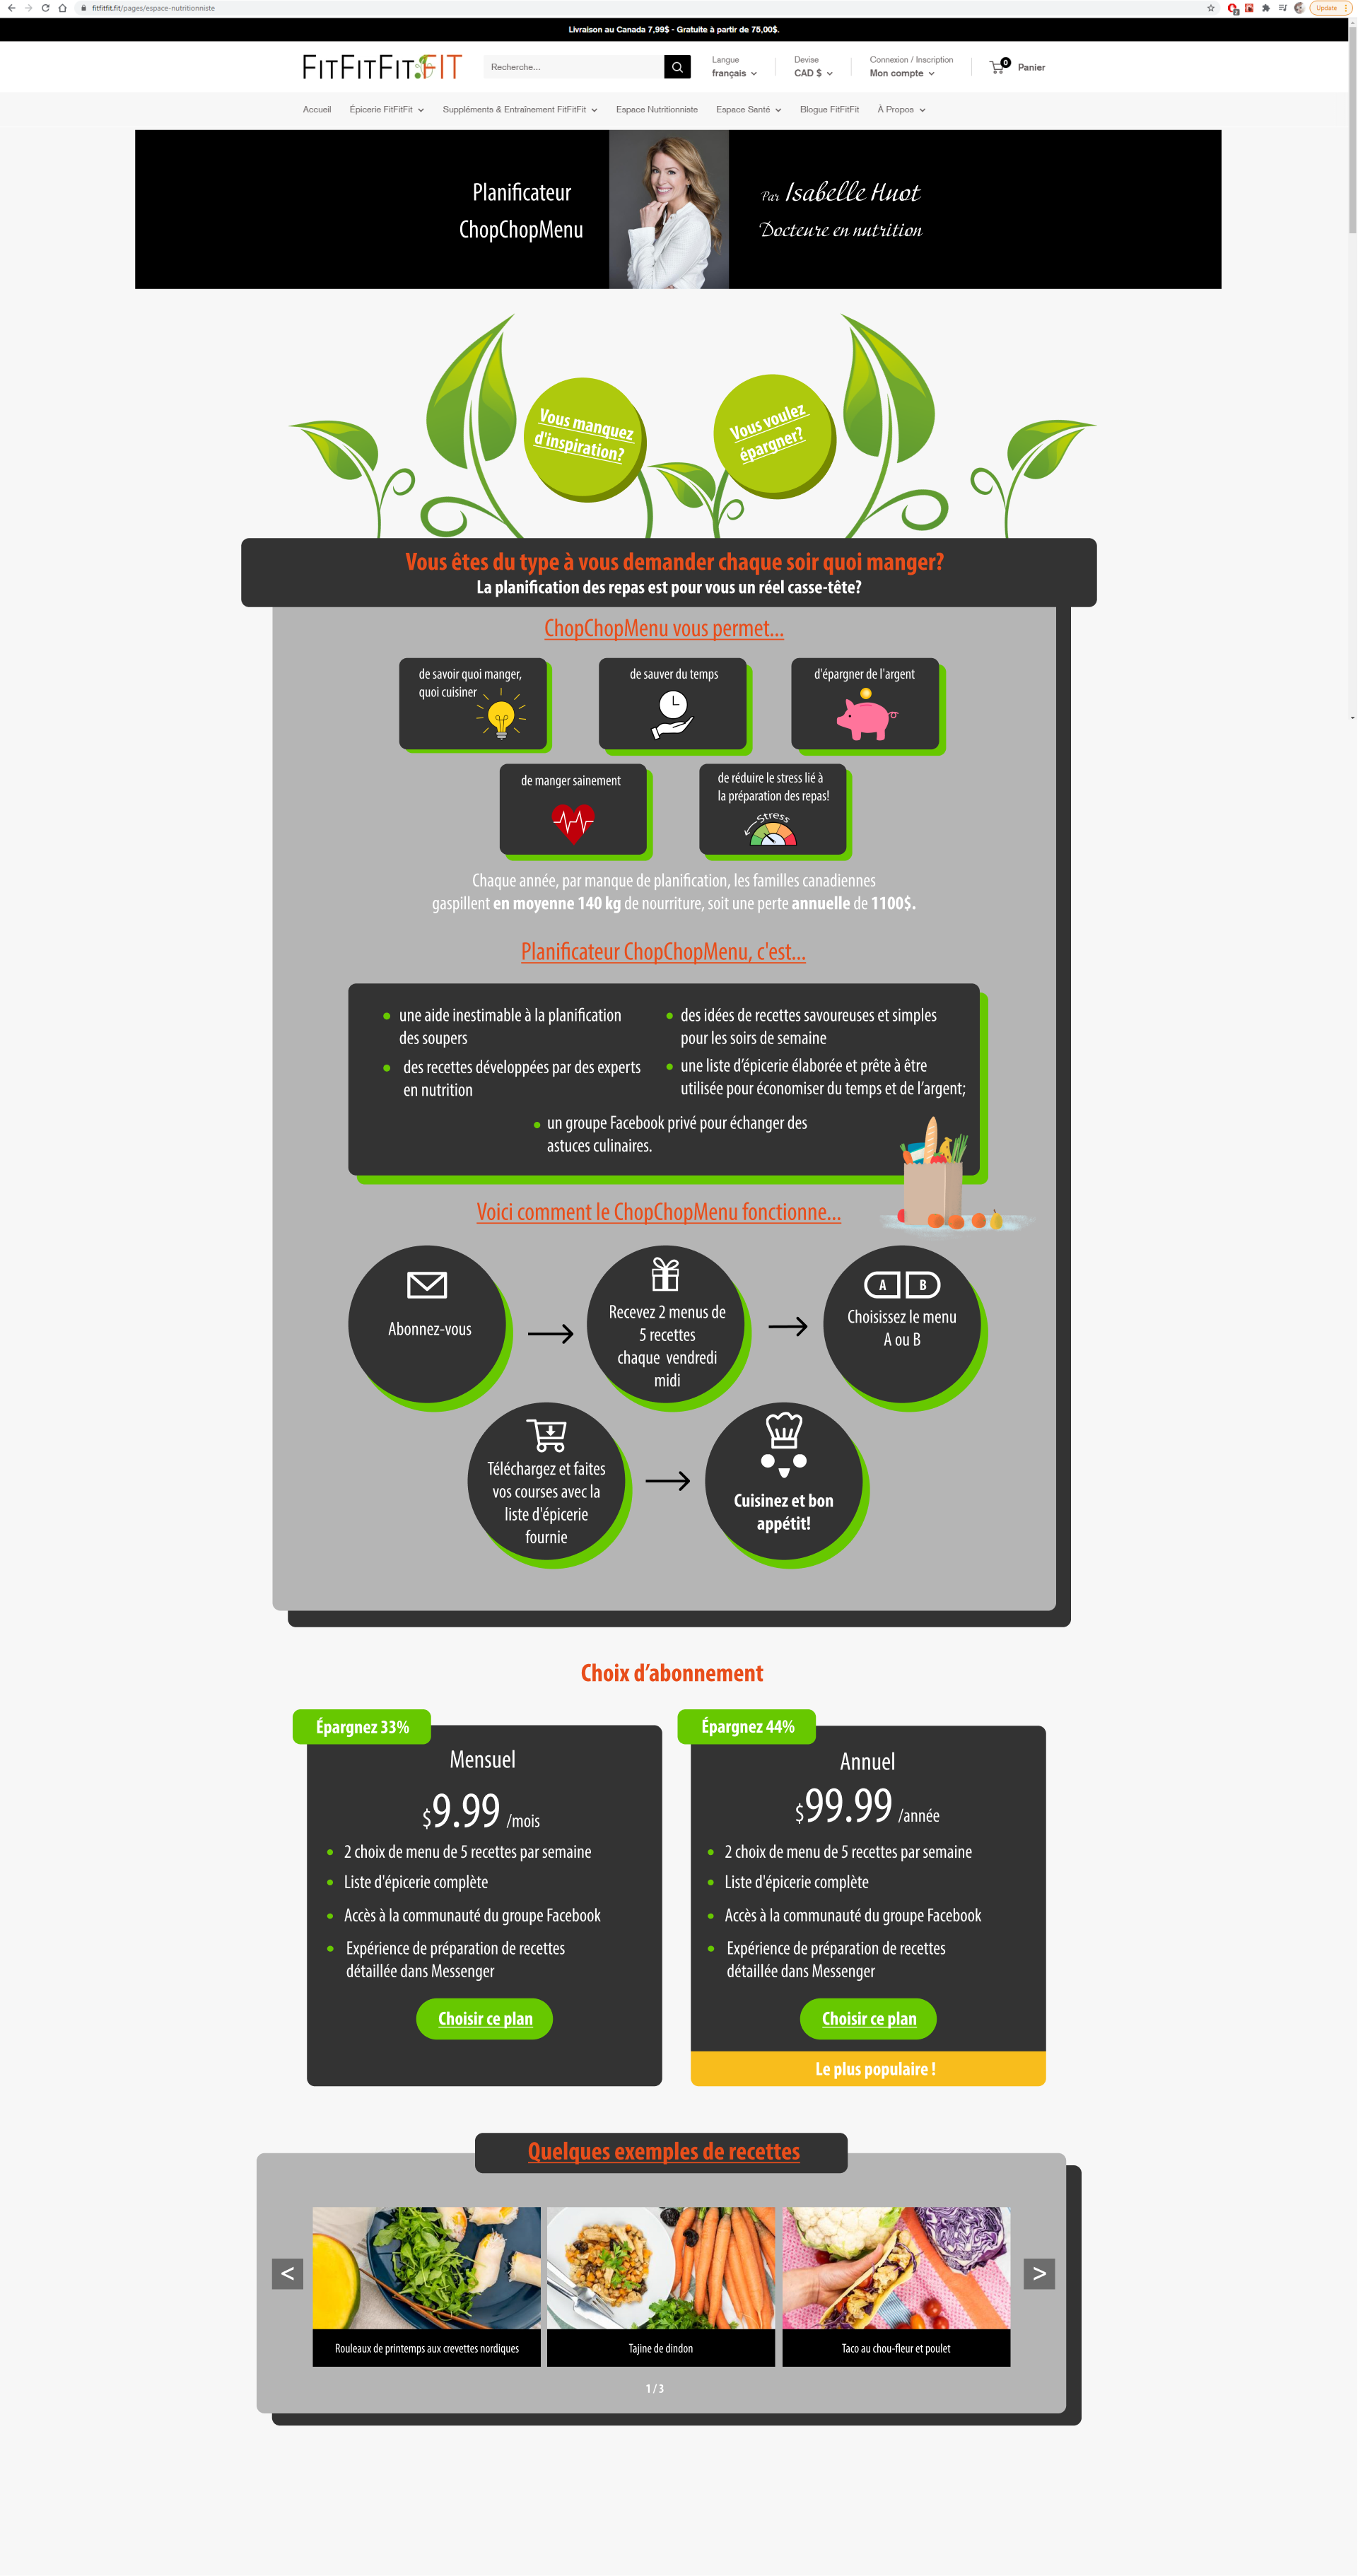 fitfitfit.fit/pages/espace-nutritionniste
Update
Livraison au Canada 7,99$ - Gratuite à partir de 75,00$.
FITFITFIT.FIT
Recherche...
Langue
français
Devise
CAD $
Connexion / Inscription
Mon compte
0
Panier
Accueil
Épicerie FitFitFit
Suppléments & Entraînement FitFitFit
Espace Nutritionniste
Espace Santé
Blogue FitFitFit
À Propos
Planificateur
ChopChopMenu
Par Isabelle Huot
Docteure en nutrition
Vous manquez
d'inspiration?
Vous voulez
épargner?
Vous êtes du type à vous demander chaque soir quoi manger?
La planification des repas est pour vous un réel casse-tête?
ChopChopMenu vous permet...
de savoir quoi manger,
quoi cuisiner
de sauver du temps
d'épargner de l'argent
de manger sainement
de réduire le stress lié à
la préparation des repas!
Stress
Chaque année, par manque de planification, les familles canadiennes
gaspillent en moyenne 140 kg de nourriture, soit une perte annuelle de 1100$.
Planificateur ChopChopMenu, c'est...
une aide inestimable à la planification
des soupers
des recettes développées par des experts
en nutrition
des idées de recettes savoureuses et simples
pour les soirs de semaine
une liste d'épicerie élaborée et prête à être
utilisée pour économiser du temps et de l'argent;
un groupe Facebook privé pour échanger des
astuces culinaires.
Voici comment le ChopChopMenu fonctionne...
Abonnez-vous
Recevez 2 menus de
5 recettes
chaque vendredi
midi
A B
Choisissez le menu
A ou B
Téléchargez et faites
vos courses avec la
liste d'épicerie
fournie
Cuisinez et bon
appétit!
Choix d'abonnement
Épargnez 33%
Mensuel
$9.99 /mois
2 choix de menu de 5 recettes par semaine
Liste d'épicerie complète
Accès à la communauté du groupe Facebook
Expérience de préparation de recettes
détaillée dans Messenger
Choisir ce plan
Épargnez 44%
Annuel
$99.99 /année
2 choix de menu de 5 recettes par semaine
Liste d'épicerie complète
Accès à la communauté du groupe Facebook
Expérience de préparation de recettes
détaillée dans Messenger
Choisir ce plan
Le plus populaire !
Quelques exemples de recettes
<
>
Rouleaux de printemps aux crevettes nordiques
Tajine de dindon
Taco au chou-fleur et poulet
1 / 3